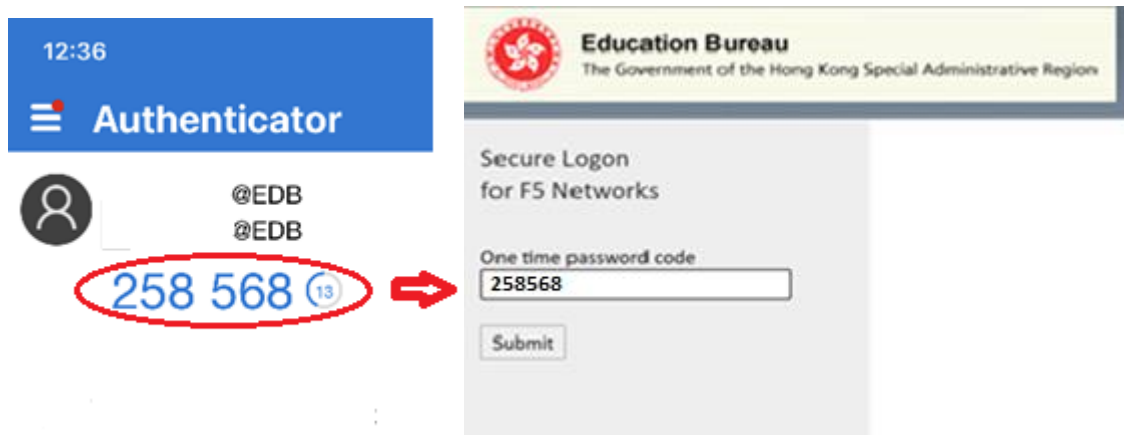 12:36
Authenticator
@EDB
@EDB
258 568 13
Education Bureau
The Government of the Hong Kong Special Administrative Region
Secure Logon
for F5 Networks
One time password code
258568
Submit